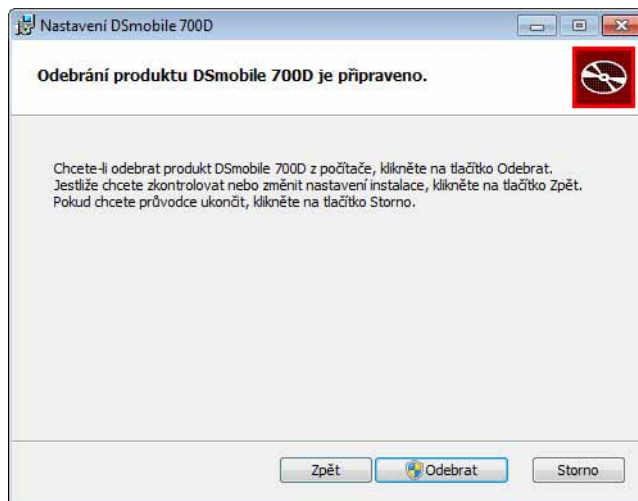 Nastavení DSmobile 700D
Odebrání produktu DSmobile 700D je připraveno.
Chcete-li odebrat produkt DSmobile 700D z počítače, klikněte na tlačítko Odebrat.
Jestliže chcete zkontrolovat nebo změnit nastavení instalace, klikněte na tlačítko Zpět.
Pokud chcete průvodce ukončit, klikněte na tlačítko Storno.
Zpět Odebrat Storno